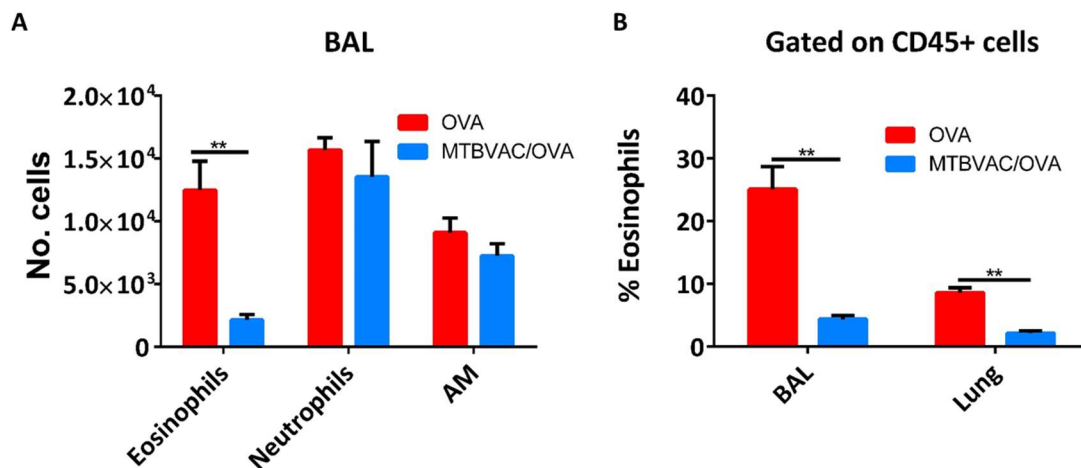 A
BAL
No. cells
2.0×10⁴
1.5×10⁴
1.0×10⁴
5.0×10³
0
**
OVA
MTBVAC/OVA
Eosinophils
Neutrophils
AM
B
Gated on CD45+ cells
% Eosinophils
40
30
20
10
0
**
**
OVA
MTBVAC/OVA
BAL
Lung